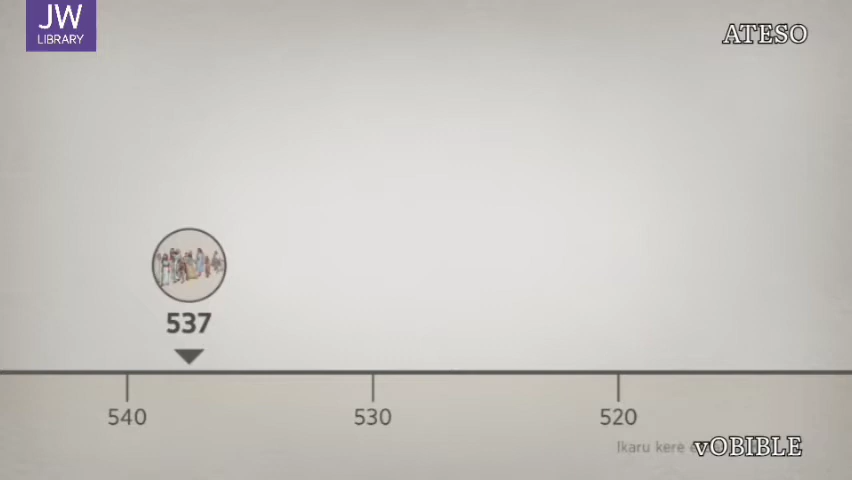 JW
LIBRARY
ATESO
537
540
530
520
Ikaru kere
vOBIBLE